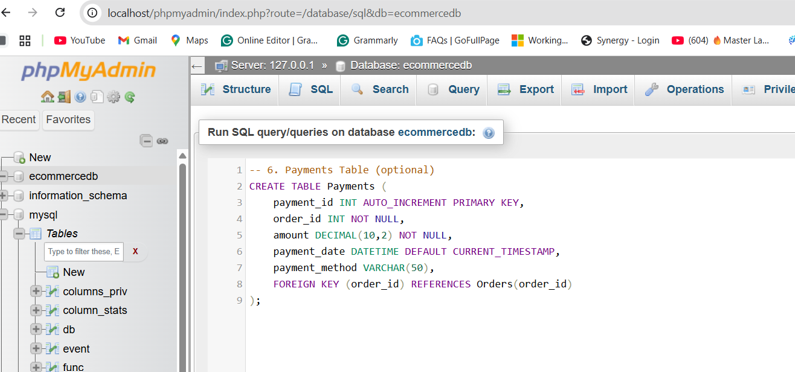 localhost/phpmyadmin/index.php?route=/database/sql&db=ecommercedb
YouTube Gmail Maps Online Editor | Gra... Grammarly FAQs | GoFullPage Working... Synergy - Login (604) Master La...
phpMyAdmin
Server: 127.0.0.1 » Database: ecommercedb
Structure SQL Search Query Export Import Operations Privile
Recent Favorites
Run SQL query/queries on database ecommercedb:
New
ecommercedb
information_schema
mysql
Tables
Type to filter these, E X
New
columns_priv
column_stats
db
event
func
1 -- 6. Payments Table (optional)
2 CREATE TABLE Payments (
3 payment_id INT AUTO_INCREMENT PRIMARY KEY,
4 order_id INT NOT NULL,
5 amount DECIMAL(10,2) NOT NULL,
6 payment_date DATETIME DEFAULT CURRENT_TIMESTAMP,
7 payment_method VARCHAR(50),
8 FOREIGN KEY (order_id) REFERENCES Orders(order_id)
9 );